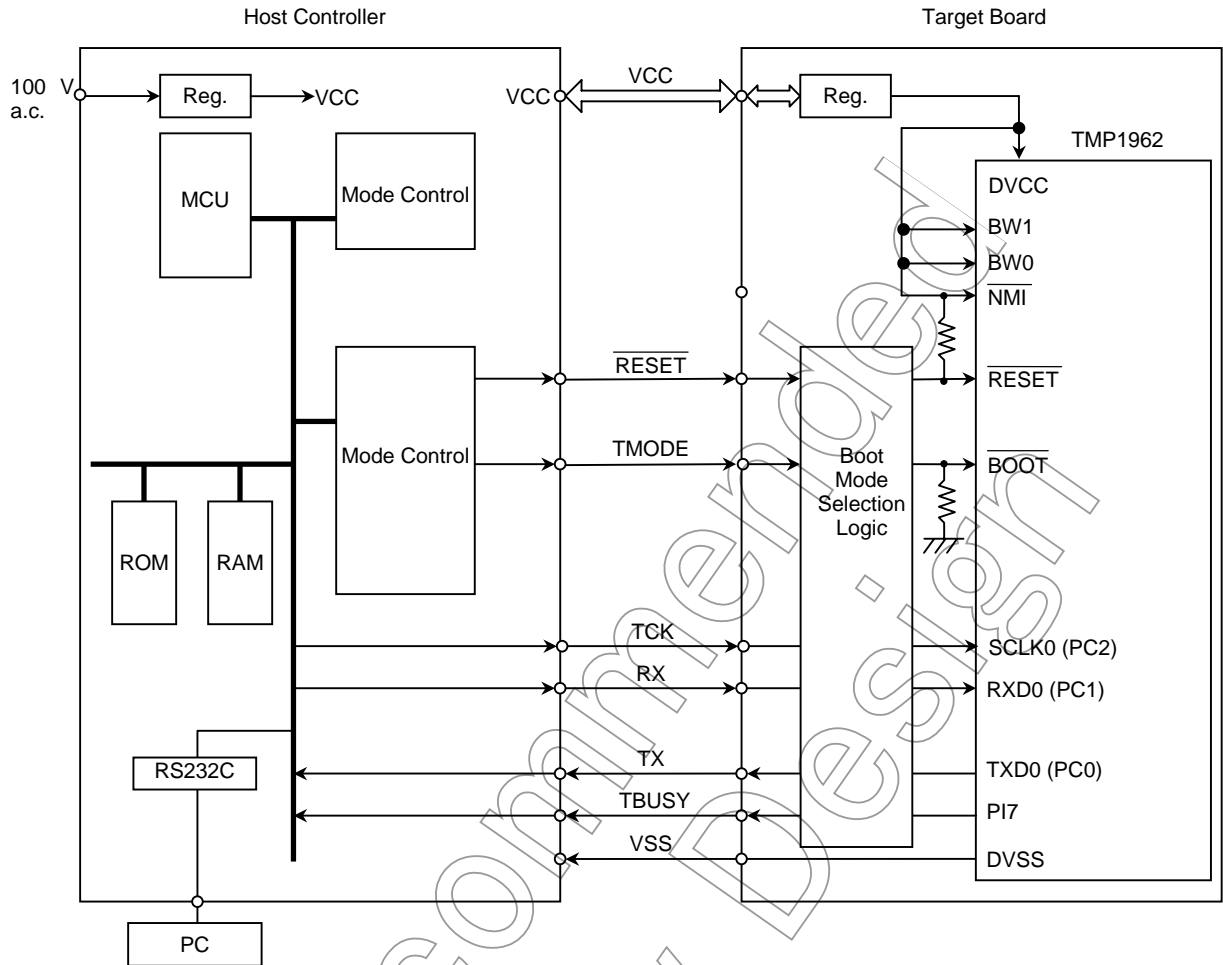 Host Controller
Target Board
100 V
a.c.
Reg.
VCC
VCC
VCC
Reg.
TMP1962
MCU
Mode Control
DVCC
BW1
BW0
NMI
RESET
RESET
Mode Control
TMODE
Boot
Mode
Selection
Logic
BOOT
ROM
RAM
TCK
SCLK0 (PC2)
RX
RXD0 (PC1)
RS232C
TX
TXD0 (PC0)
TBUSY
PI7
VSS
DVSS
PC
commended
Design